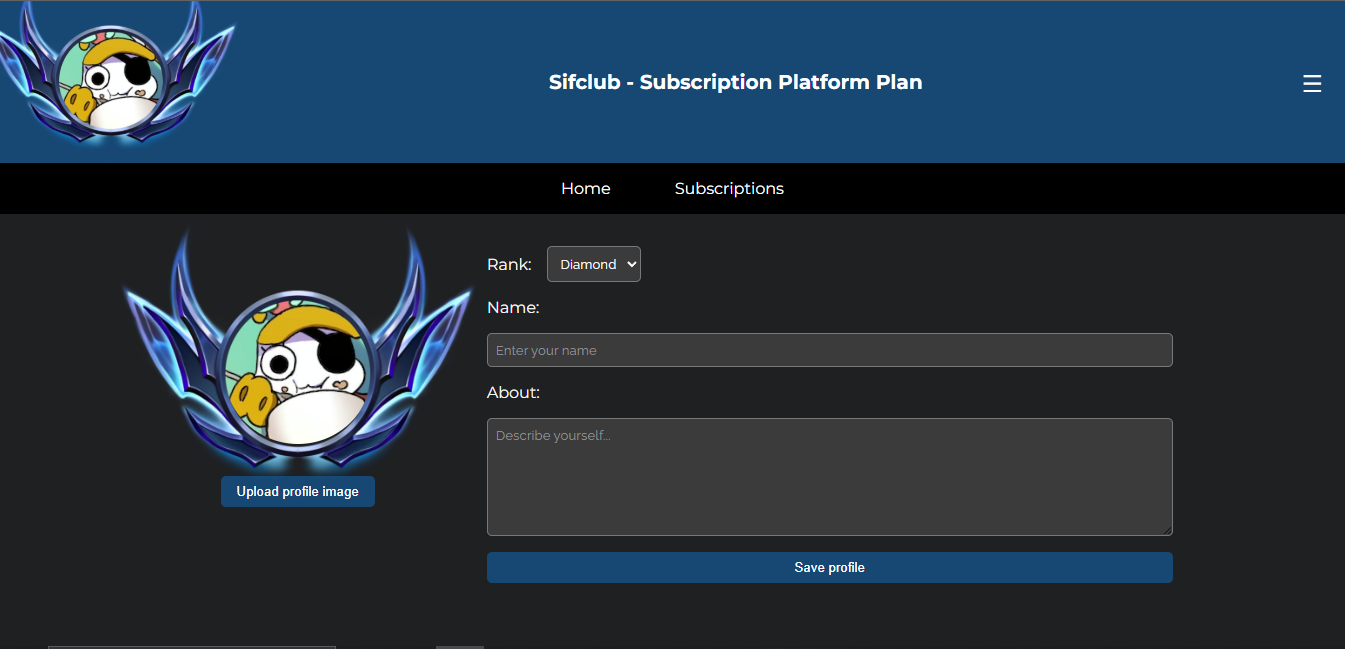 Sifclub - Subscription Platform Plan
Home Subscriptions
Rank: Diamond
Name:
Enter your name
About:
Describe yourself...
Upload profile image
Save profile